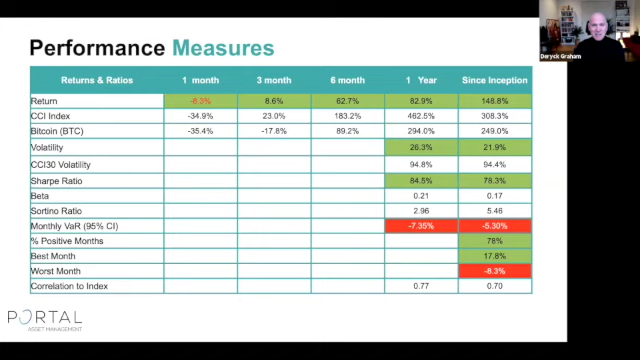 Performance Measures
Deryck Graham
Returns & Ratios 1 month 3 month 6 month 1 Year Since Inception
Return -8.3% 8.6% 62.7% 82.9% 148.8%
CCI Index -34.9% 23.0% 183.2% 462.5% 308.3%
Bitcoin (BTC) -35.4% -17.8% 89.2% 294.0% 249.0%
Volatility 26.3% 21.9%
CCI30 Volatility 94.8% 94.4%
Sharpe Ratio 84.5% 78.3%
Beta 0.21 0.17
Sortino Ratio 2.96 5.46
Monthly VaR (95% CI) -7.35% -5.30%
% Positive Months 78%
Best Month 17.8%
Worst Month -8.3%
Correlation to Index 0.77 0.70
PORTAL
ASSET MANAGEMENT